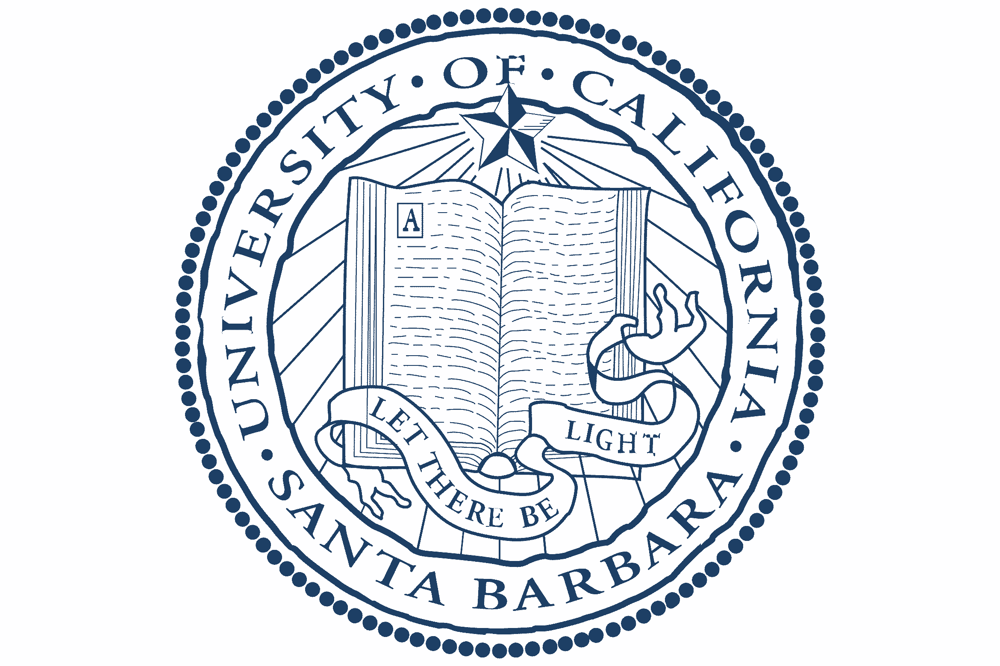 UNIVERSITY · OF · CALIFORNIA
· SANTA BARBARA ·
A
LET THERE BE
LIGHT